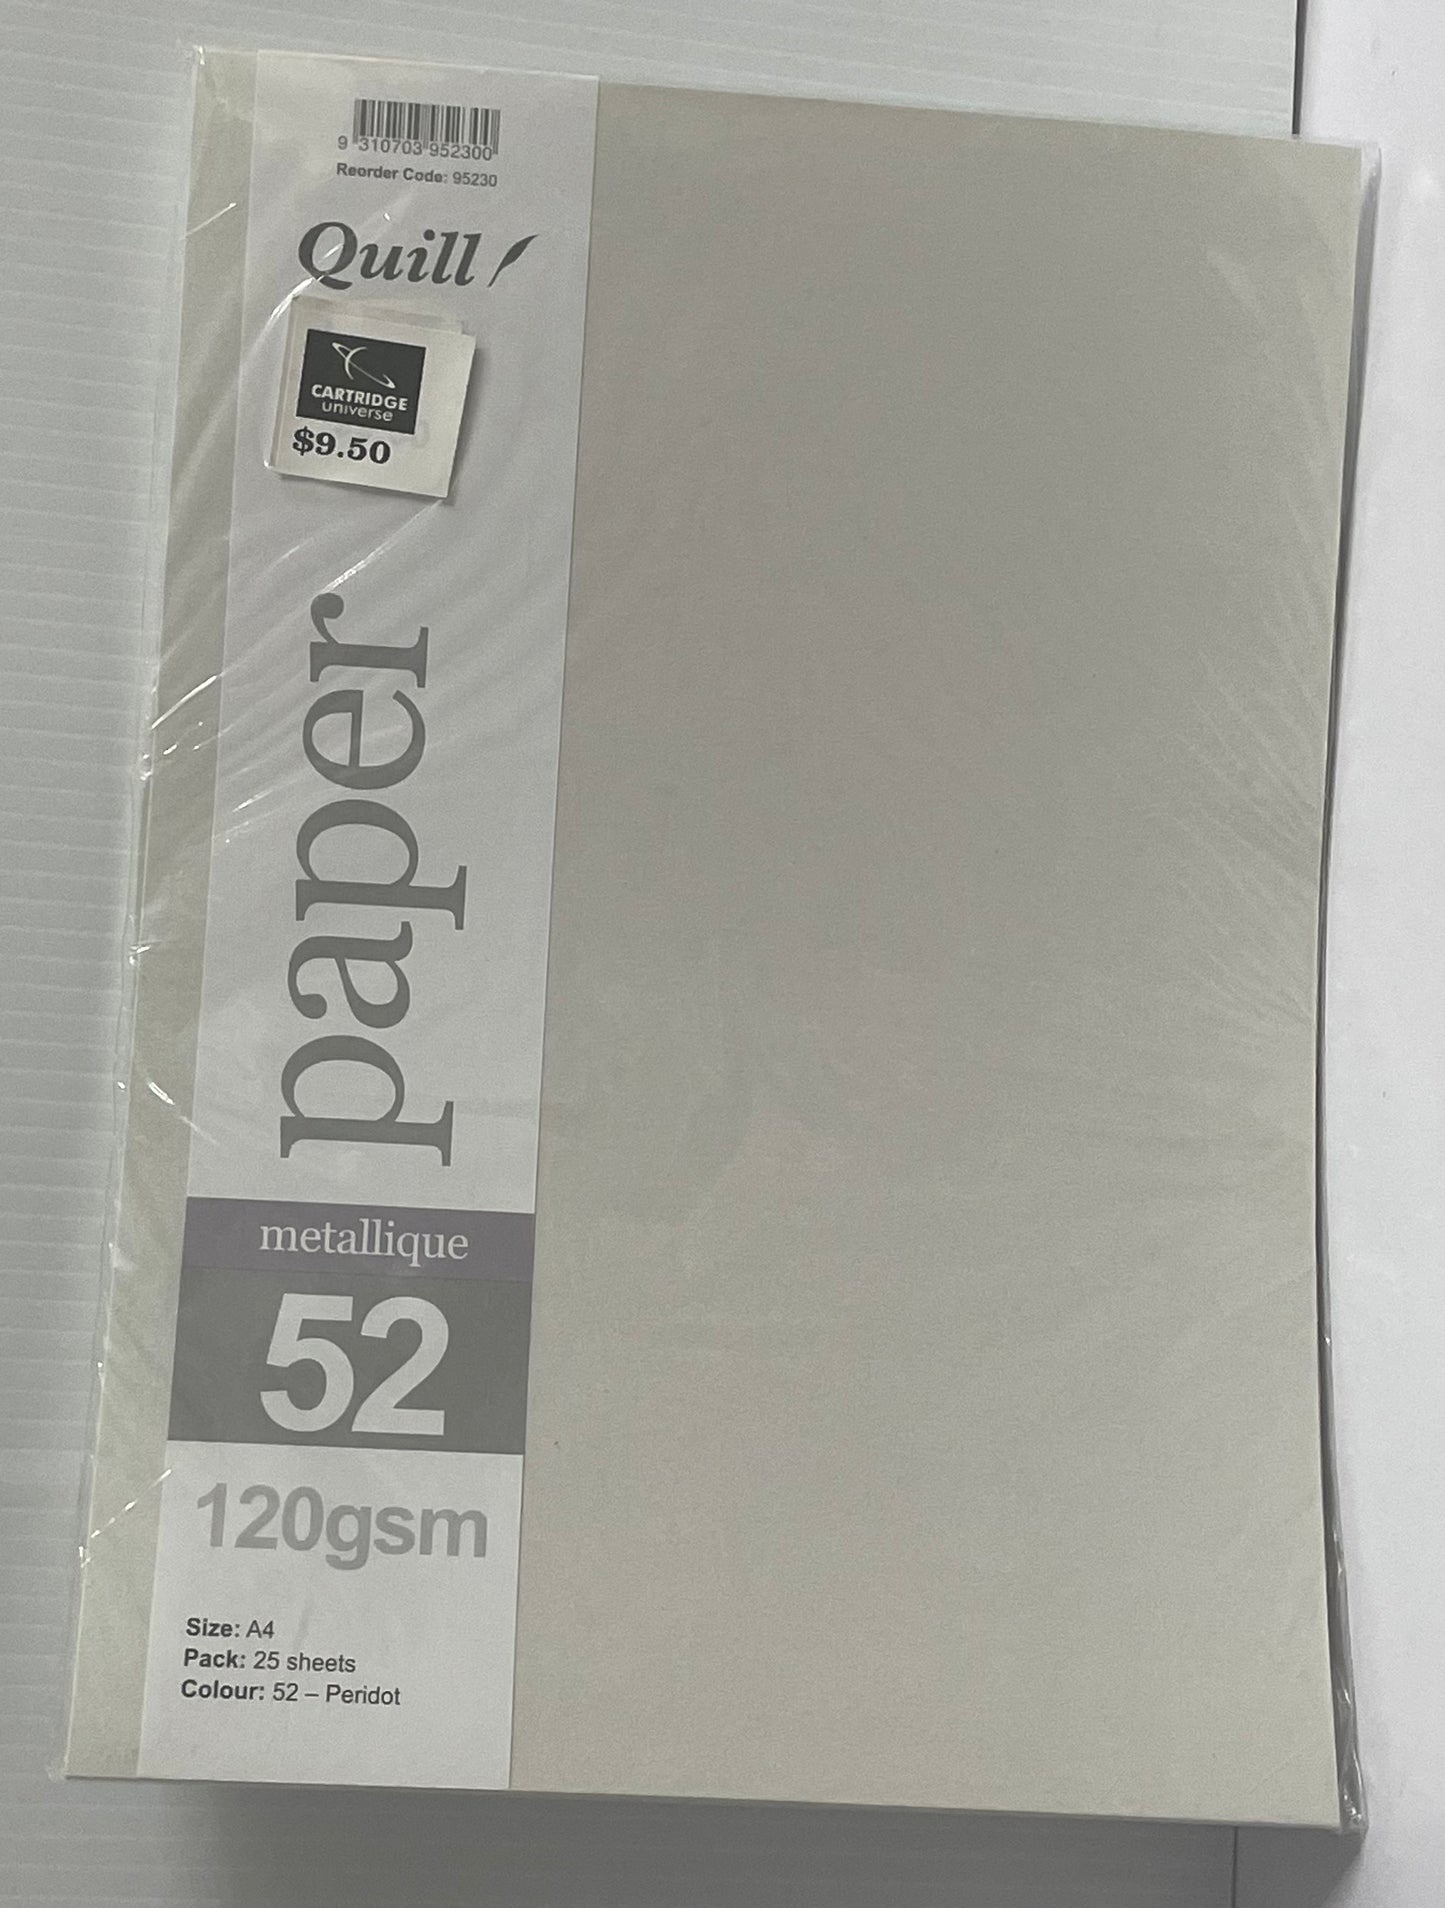 9 310703 952300
Reorder Code: 95230
Quill
CARTRIDGE
universe
$9.50
paper
metallique
52
120gsm
Size: A4
Pack: 25 sheets
Colour: 52 – Peridot